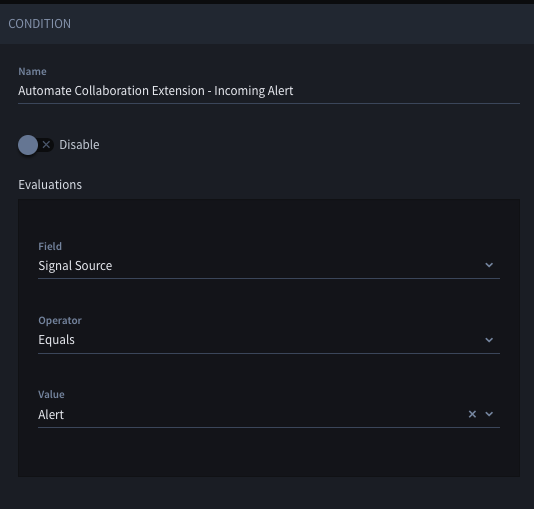 CONDITION
Name
Automate Collaboration Extension - Incoming Alert
Disable
Evaluations
Field
Signal Source
Operator
Equals
Value
Alert